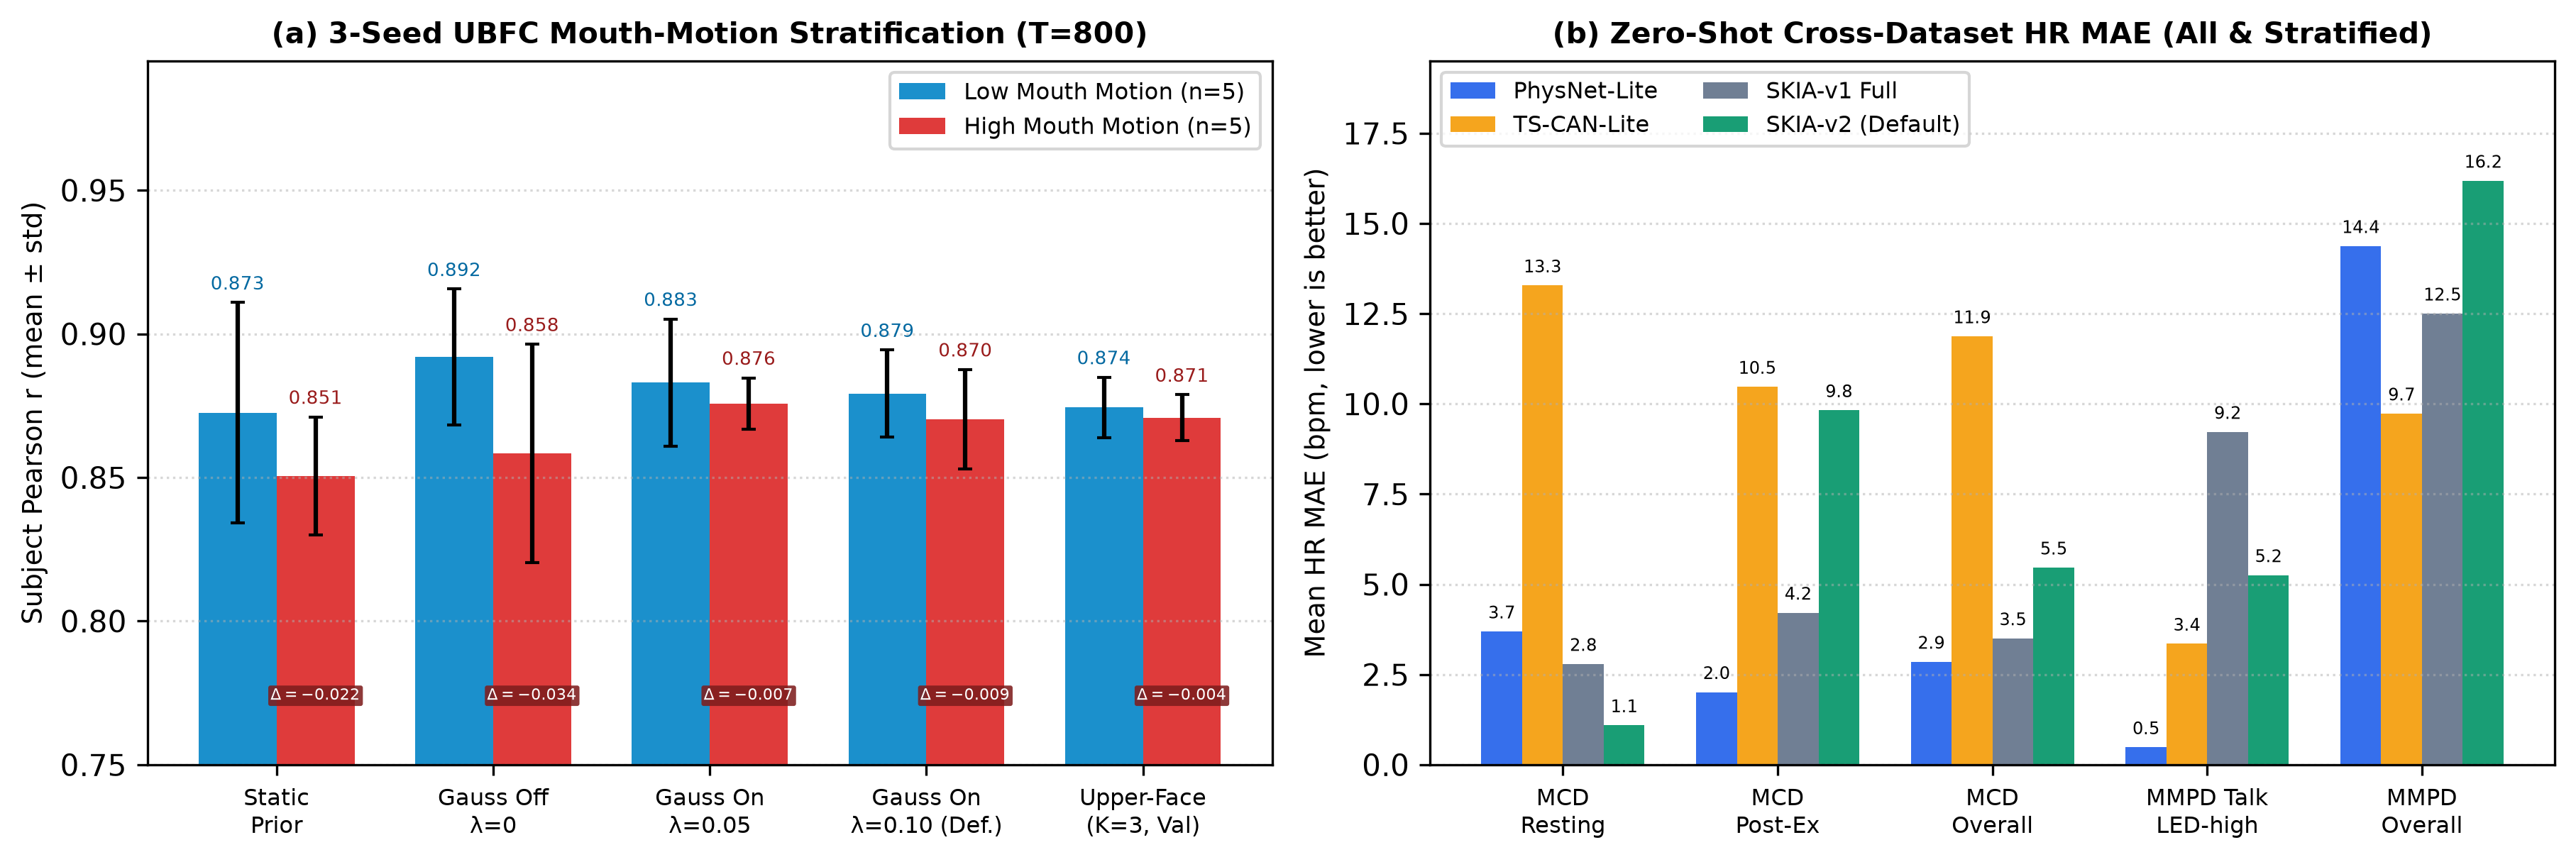 (a) 3-Seed UBFC Mouth-Motion Stratification (T=800)
Low Mouth Motion (n=5)
High Mouth Motion (n=5)
Subject Pearson r (mean ± std)
0.95
0.90
0.85
0.80
0.75
0.873
0.851
0.892
0.858
0.883
0.876
0.879
0.870
0.874
0.871
Δ = −0.022
Δ = −0.034
Δ = −0.007
Δ = −0.009
Δ = −0.004
Static
Prior
Gauss Off
λ=0
Gauss On
λ=0.05
Gauss On
λ=0.10 (Def.)
Upper-Face
(K=3, Val)
(b) Zero-Shot Cross-Dataset HR MAE (All & Stratified)
PhysNet-Lite
TS-CAN-Lite
SKIA-v1 Full
SKIA-v2 (Default)
Mean HR MAE (bpm, lower is better)
17.5
15.0
12.5
10.0
7.5
5.0
2.5
0.0
3.7
13.3
2.8
1.1
2.0
10.5
4.2
9.8
2.9
11.9
3.5
5.5
0.5
3.4
9.2
5.2
14.4
9.7
12.5
16.2
MCD
Resting
MCD
Post-Ex
MCD
Overall
MMPD Talk
LED-high
MMPD
Overall